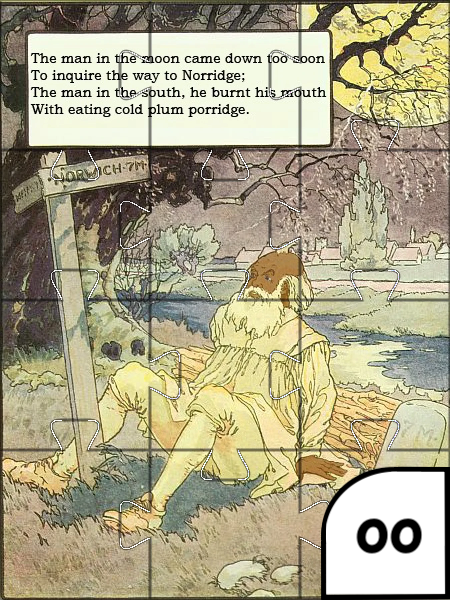 The man in the moon came down too soon
To inquire the way to Norridge;
The man in the south, he burnt his mouth
With eating cold plum porridge.
NORWICH·7M·
7·M·
00